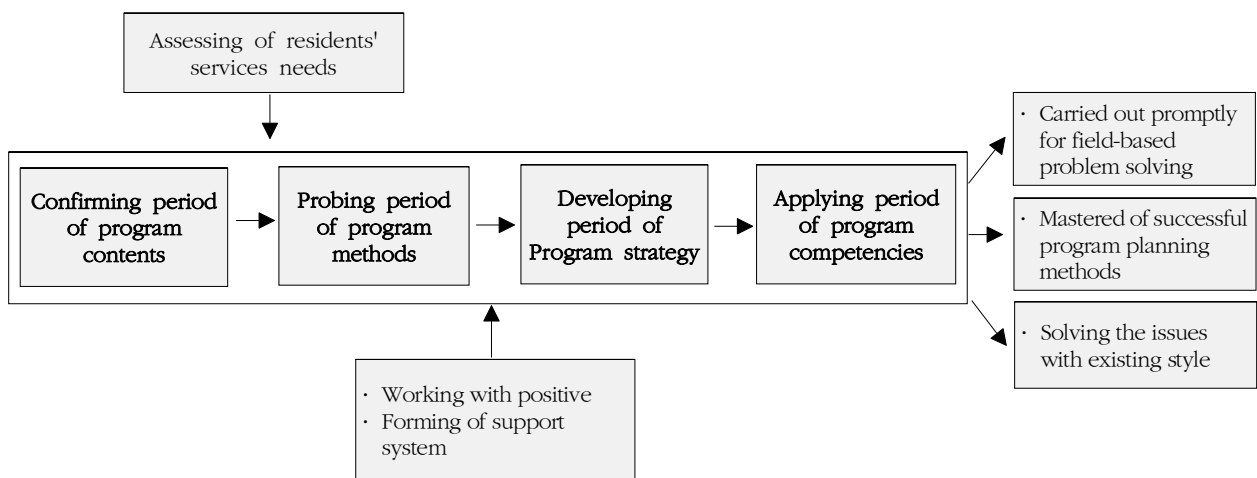 Assessing of residents'
services needs
Confirming period
of program
contents
Probing period
of program
methods
Developing
period of
Program strategy
Applying period
of program
competencies
· Carried out promptly
for field-based
problem solving
· Mastered of successful
program planning
methods
· Solving the issues
with existing style
· Working with positive
· Forming of support
system